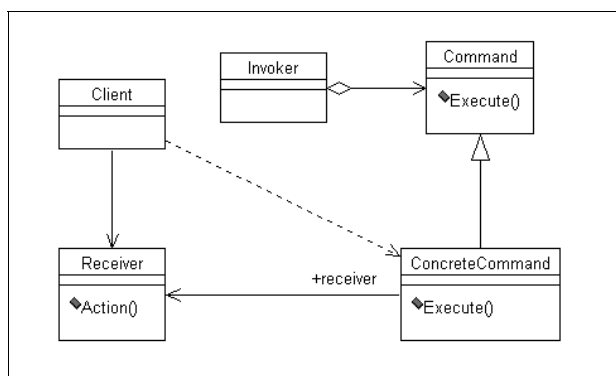 Invoker
Command
Execute()
Client
Receiver
Action()
+receiver
ConcreteCommand
Execute()